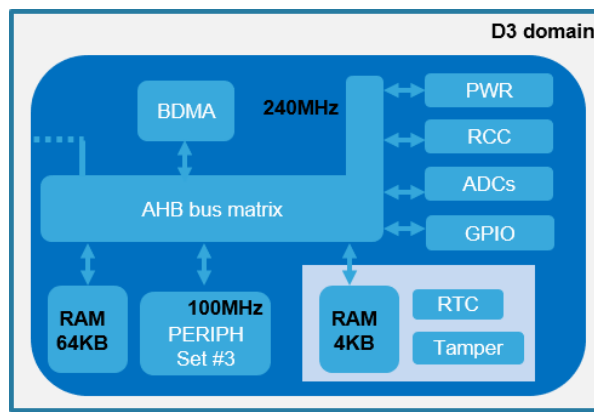 D3 domain
BDMA
240MHz
PWR
RCC
ADCs
GPIO
AHB bus matrix
RAM
64KB
100MHz
PERIPH
Set #3
RAM
4KB
RTC
Tamper